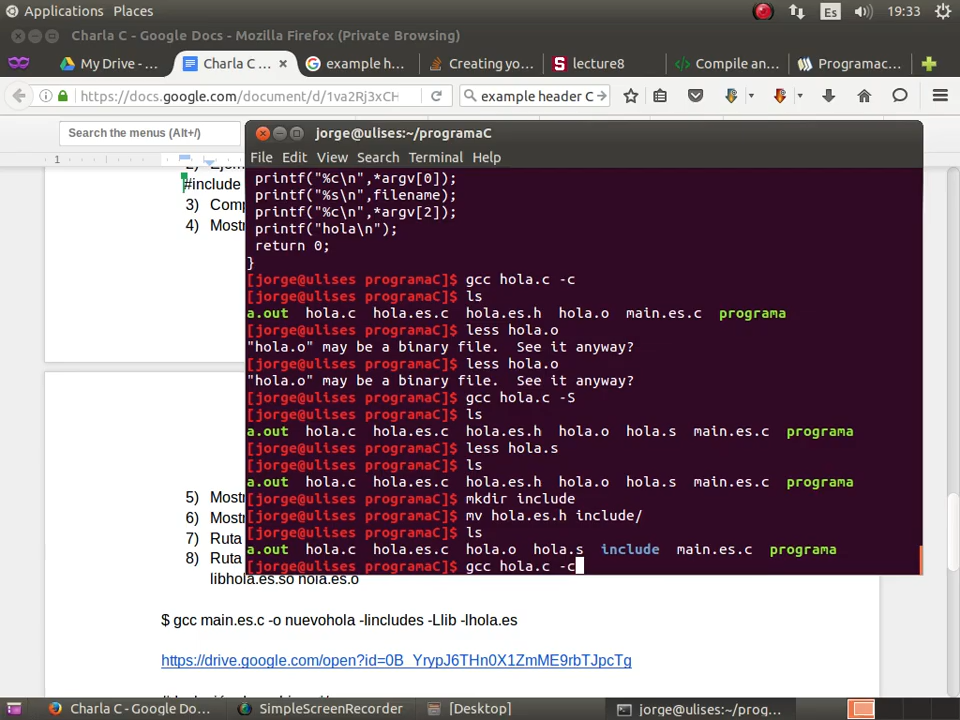 Applications Places
Es 19:33
Charla C - Google Docs - Mozilla Firefox (Private Browsing)
My Drive - ... Charla C ... example h... Creating yo... lecture8 Compile an... Programac...
https://docs.google.com/document/d/1va2Rj3xCH example header C
Search the menus (Alt+/)
jorge@ulises:~/programaC
1
File Edit View Search Terminal Help
printf("%c\n",*argv[0]);
#include
printf("%s\n",filename);
3) Comp
printf("%c\n",*argv[2]);
4) Mostr
printf("hola\n");
return 0;
}
[jorge@ulises programaC]$ gcc hola.c -c
[jorge@ulises programaC]$ ls
a.out hola.c hola.es.c hola.es.h hola.o main.es.c programa
[jorge@ulises programaC]$ less hola.o
"hola.o" may be a binary file. See it anyway?
[jorge@ulises programaC]$ less hola.o
"hola.o" may be a binary file. See it anyway?
[jorge@ulises programaC]$ gcc hola.c -S
[jorge@ulises programaC]$ ls
a.out hola.c hola.es.c hola.es.h hola.o hola.s main.es.c programa
[jorge@ulises programaC]$ less hola.s
[jorge@ulises programaC]$ ls
a.out hola.c hola.es.c hola.es.h hola.o hola.s main.es.c programa
[jorge@ulises programaC]$ mkdir include
[jorge@ulises programaC]$ mv hola.es.h include/
[jorge@ulises programaC]$ ls
a.out hola.c hola.es.c hola.o hola.s include main.es.c programa
[jorge@ulises programaC]$ gcc hola.c -c
5) Mostr
6) Mostr
7) Ruta
8) Ruta
libhola.es.so hola.es.o
$ gcc main.es.c -o nuevohola -Iincludes -Llib -lhola.es
https://drive.google.com/open?id=0B_YrypJ6THn0X1ZmME9rbTJpcTg
Charla C - Google Do... SimpleScreenRecorder [Desktop] jorge@ulises:~/prog...